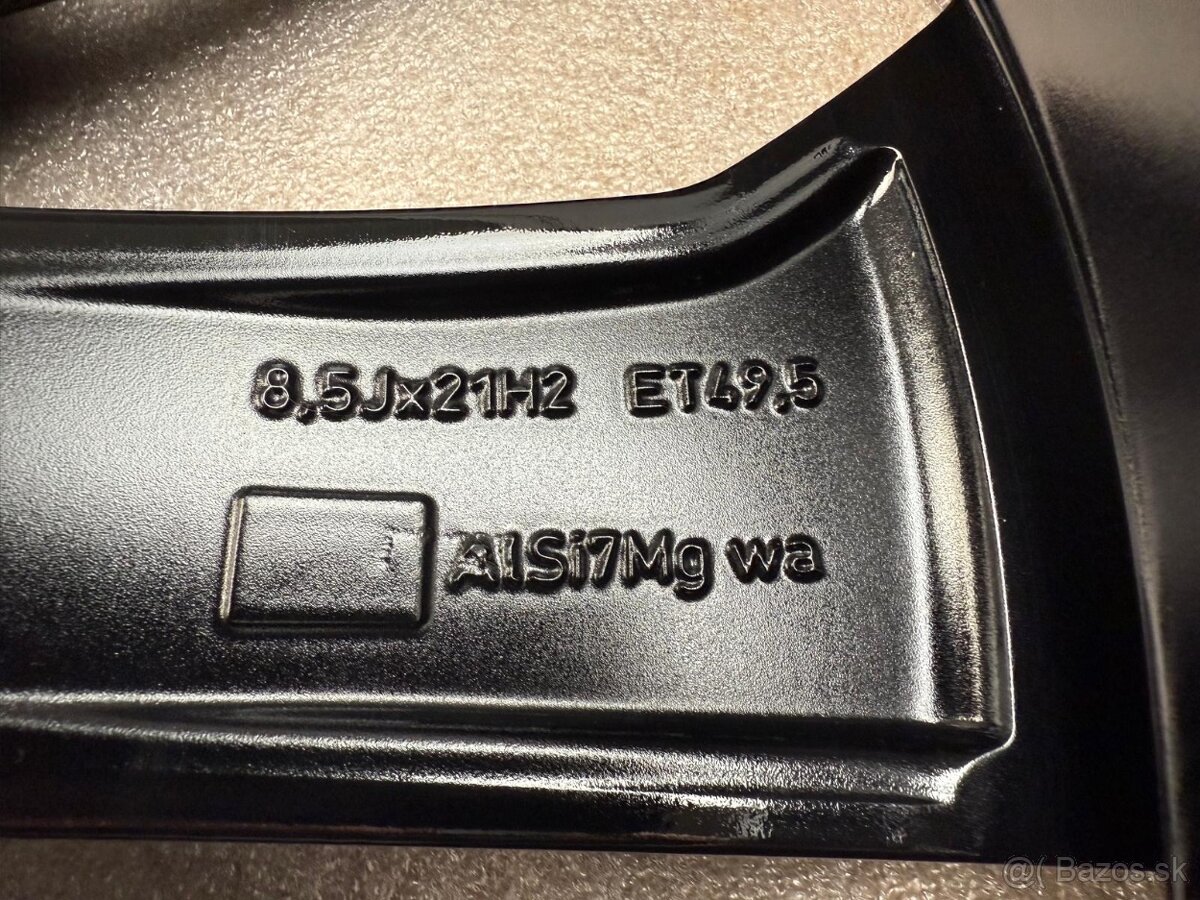 8,5Jx21H2 ET49,5
AlSi7Mg wa
@( Bazos.sk